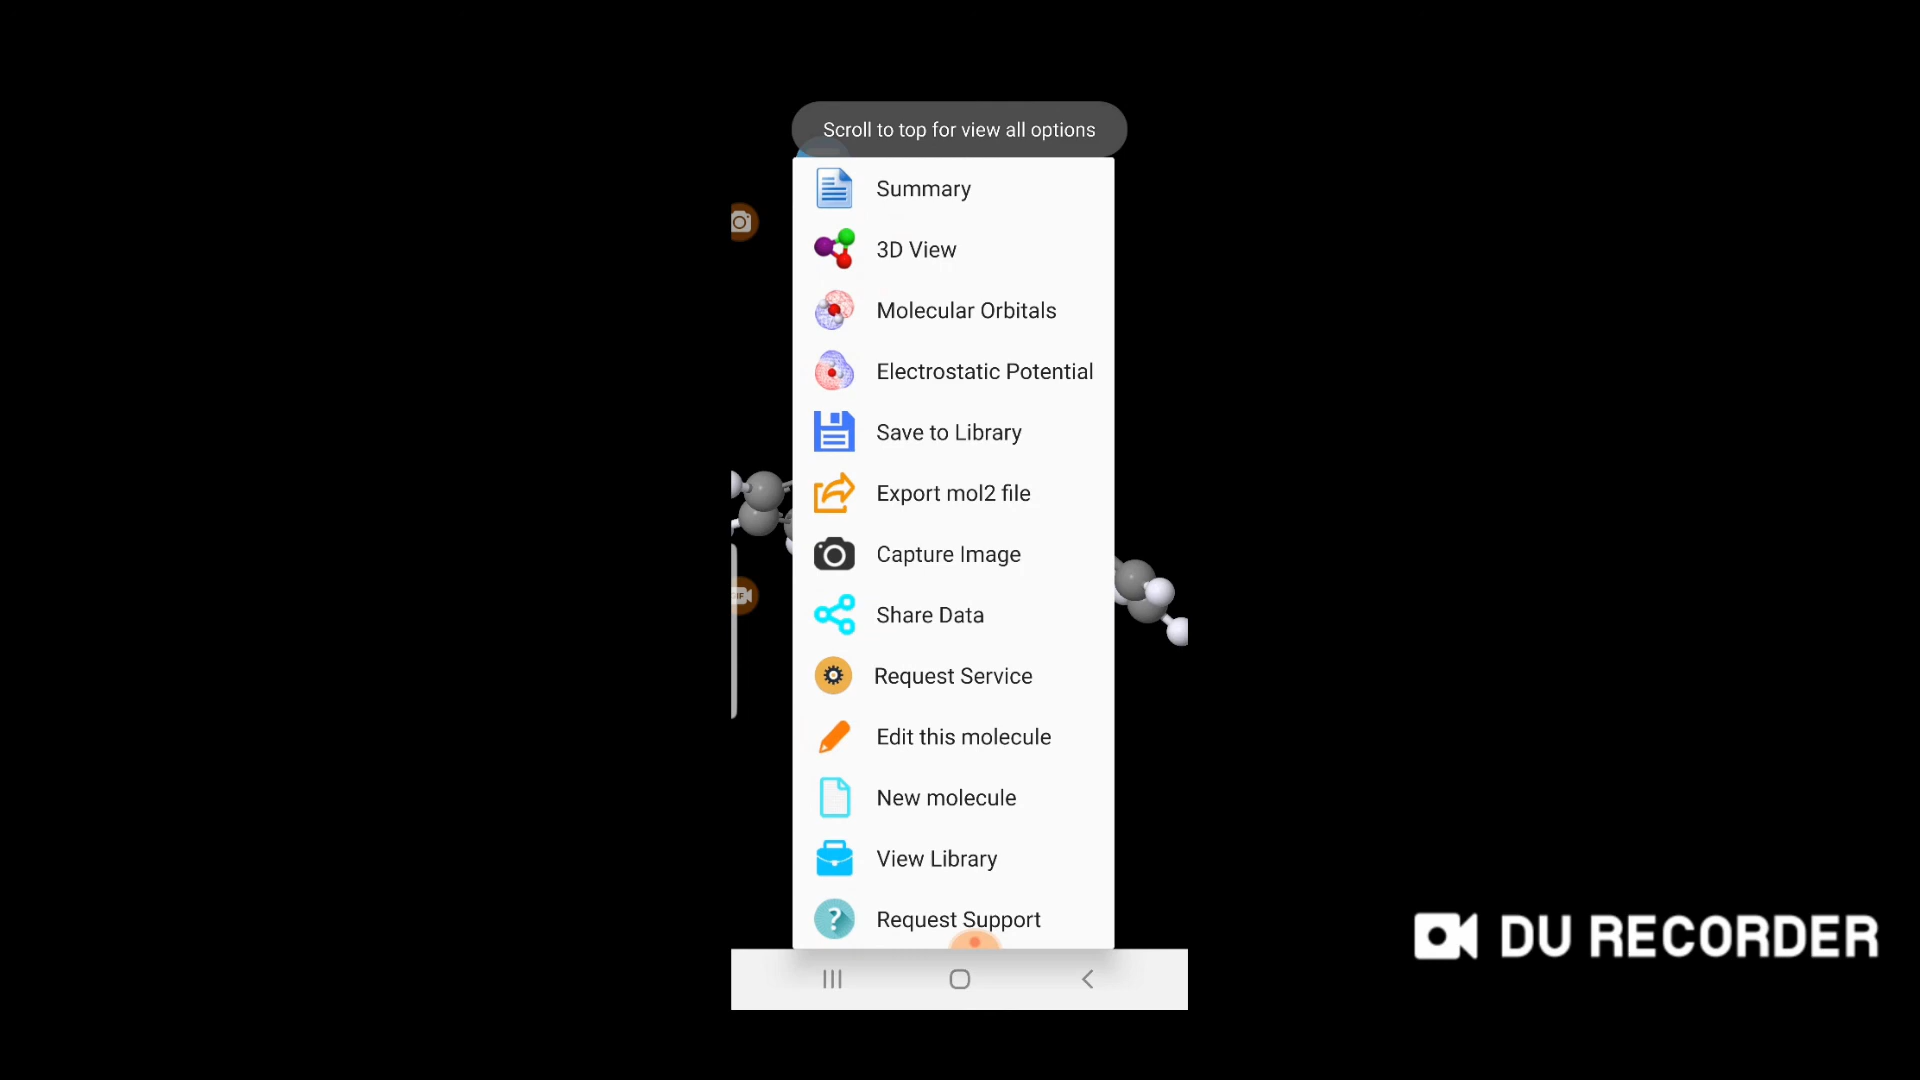 Scroll to top for view all options
Summary
3D View
Molecular Orbitals
Electrostatic Potential
Save to Library
Export mol2 file
Capture Image
Share Data
Request Service
Edit this molecule
New molecule
View Library
Request Support
DU RECORDER